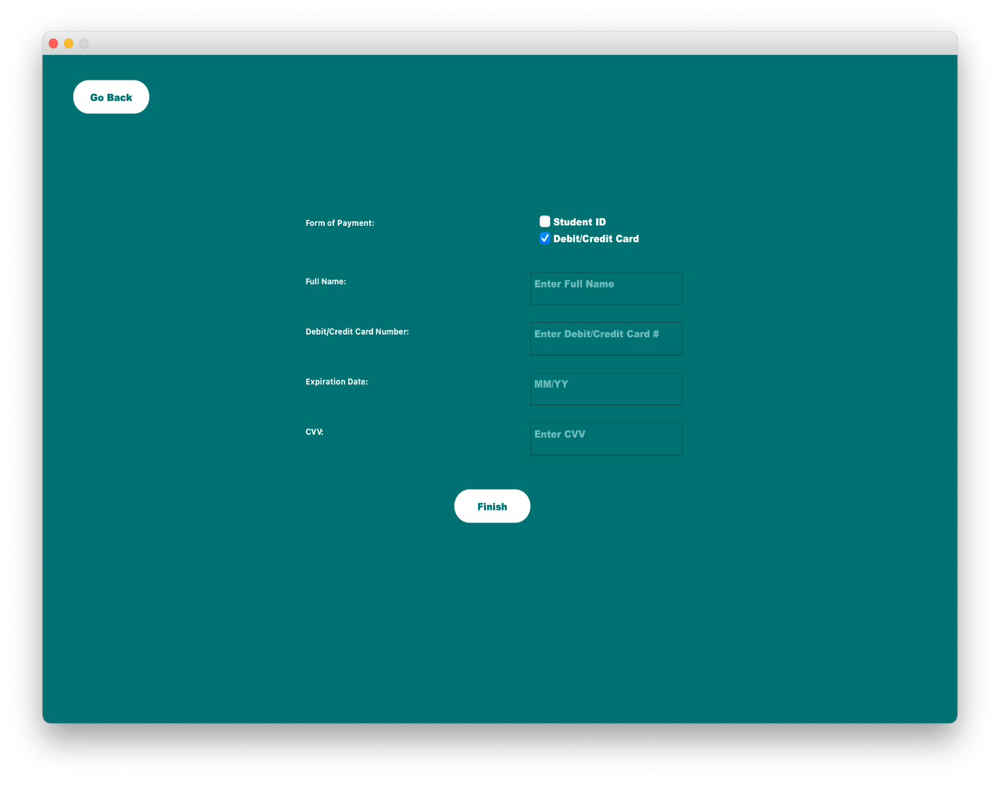 Go Back
Form of Payment:
Student ID
Debit/Credit Card
Full Name:
Enter Full Name
Debit/Credit Card Number:
Enter Debit/Credit Card #
Expiration Date:
MM/YY
CVV:
Enter CVV
Finish